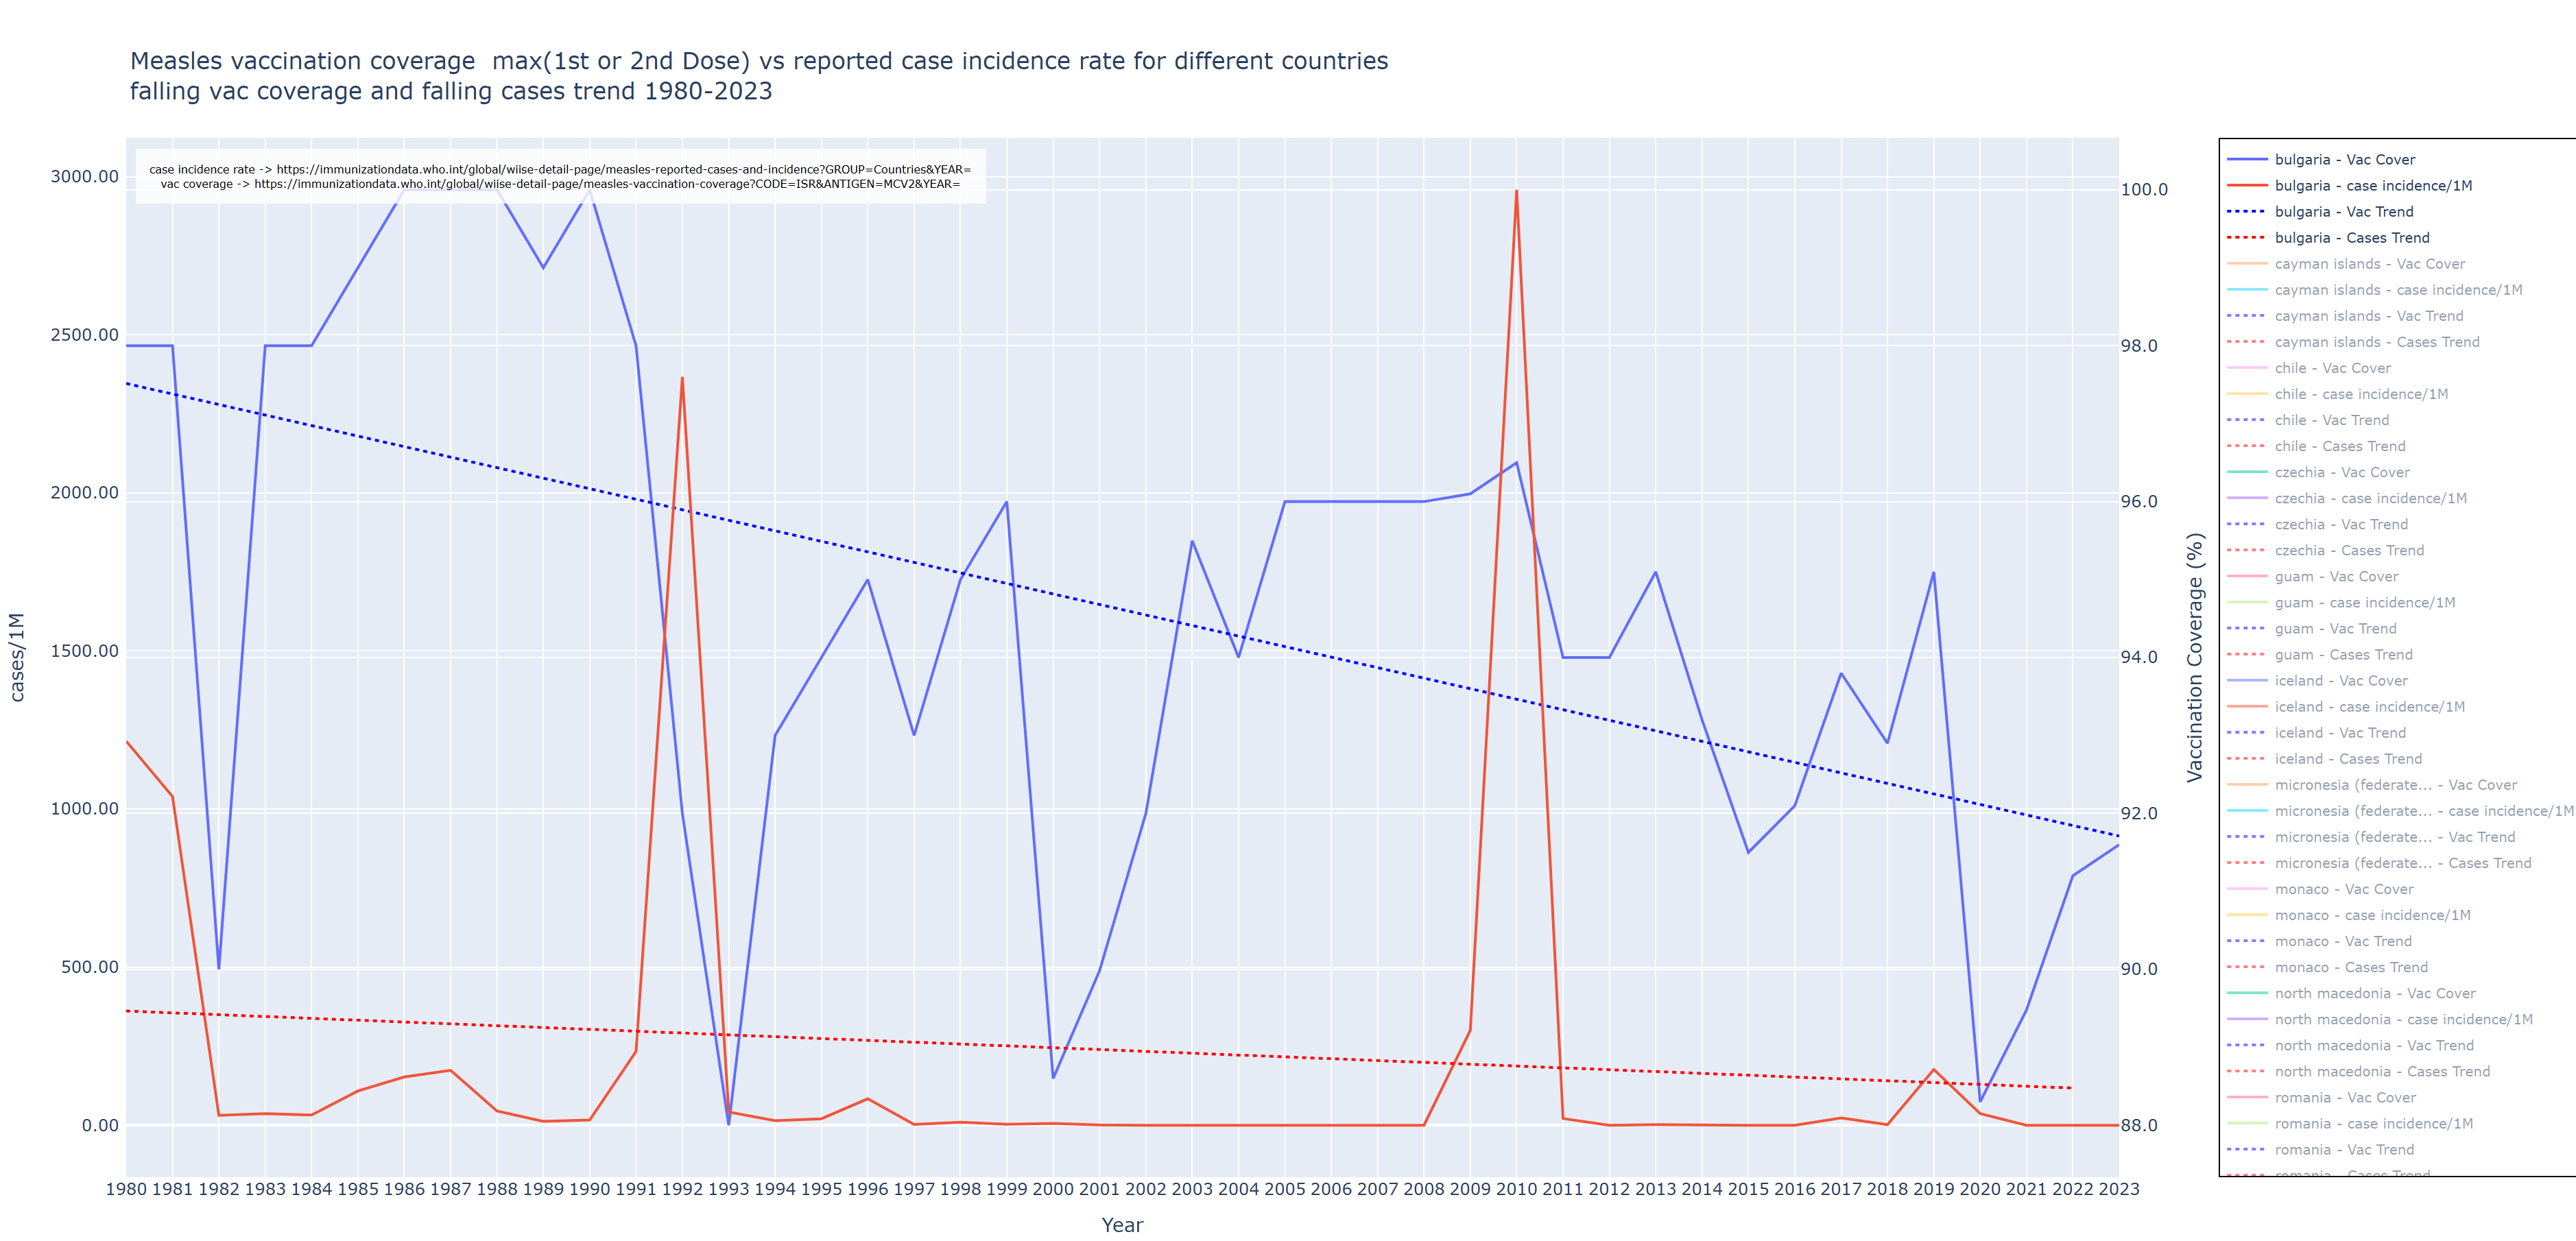 Measles vaccination coverage  max(1st or 2nd Dose) vs reported case incidence rate for different countries
falling vac coverage and falling cases trend 1980-2023
case incidence rate -> https://immunizationdata.who.int/global/wiise-detail-page/measles-reported-cases-and-incidence?GROUP=Countries&YEAR=
vac coverage -> https://immunizationdata.who.int/global/wiise-detail-page/measles-vaccination-coverage?CODE=ISR&ANTIGEN=MCV2&YEAR=
3000.00
2500.00
2000.00
1500.00
1000.00
500.00
0.00
cases/1M
1980 1981 1982 1983 1984 1985 1986 1987 1988 1989 1990 1991 1992 1993 1994 1995 1996 1997 1998 1999 2000 2001 2002 2003 2004 2005 2006 2007 2008 2009 2010 2011 2012 2013 2014 2015 2016 2017 2018 2019 2020 2021 2022 2023
Year
100.0
98.0
96.0
94.0
92.0
90.0
88.0
Vaccination Coverage (%)
bulgaria - Vac Cover
bulgaria - case incidence/1M
bulgaria - Vac Trend
bulgaria - Cases Trend
cayman islands - Vac Cover
cayman islands - case incidence/1M
cayman islands - Vac Trend
cayman islands - Cases Trend
chile - Vac Cover
chile - case incidence/1M
chile - Vac Trend
chile - Cases Trend
czechia - Vac Cover
czechia - case incidence/1M
czechia - Vac Trend
czechia - Cases Trend
guam - Vac Cover
guam - case incidence/1M
guam - Vac Trend
guam - Cases Trend
iceland - Vac Cover
iceland - case incidence/1M
iceland - Vac Trend
iceland - Cases Trend
micronesia (federate... - Vac Cover
micronesia (federate... - case incidence/1M
micronesia (federate... - Vac Trend
micronesia (federate... - Cases Trend
monaco - Vac Cover
monaco - case incidence/1M
monaco - Vac Trend
monaco - Cases Trend
north macedonia - Vac Cover
north macedonia - case incidence/1M
north macedonia - Vac Trend
north macedonia - Cases Trend
romania - Vac Cover
romania - case incidence/1M
romania - Vac Trend
romania - Cases Trend